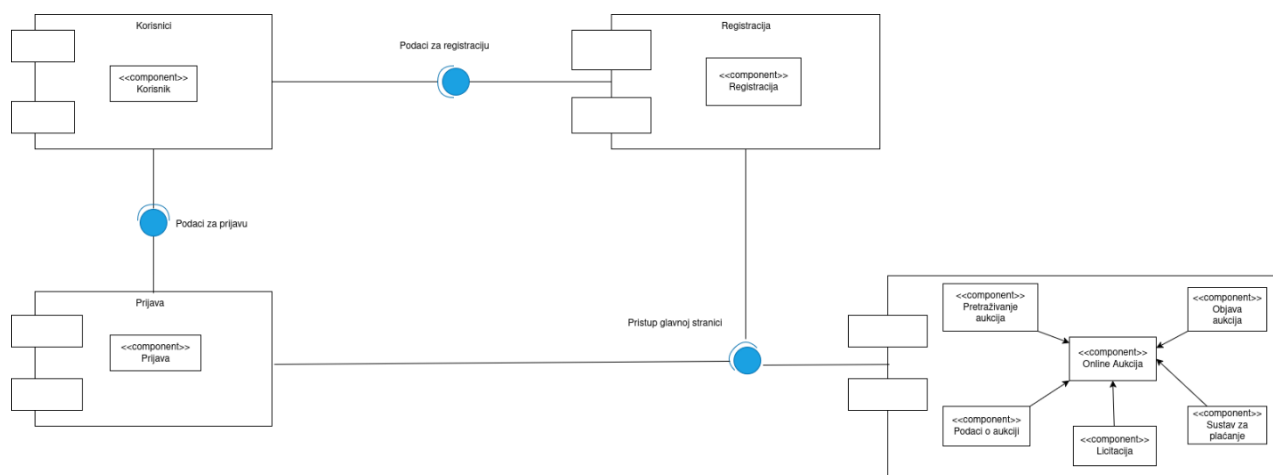 Korisnici
<<component>>
Korisnik
Podaci za registraciju
Registracija
<<component>>
Registracija
Podaci za prijavu
Prijava
<<component>>
Prijava
Pristup glavnoj stranici
<<component>>
Pretraživanje
aukcija
<<component>>
Objava
aukcija
<<component>>
Online Aukcija
<<component>>
Podaci o aukciji
<<component>>
Licitacija
<<component>>
Sustav za
plaćanje